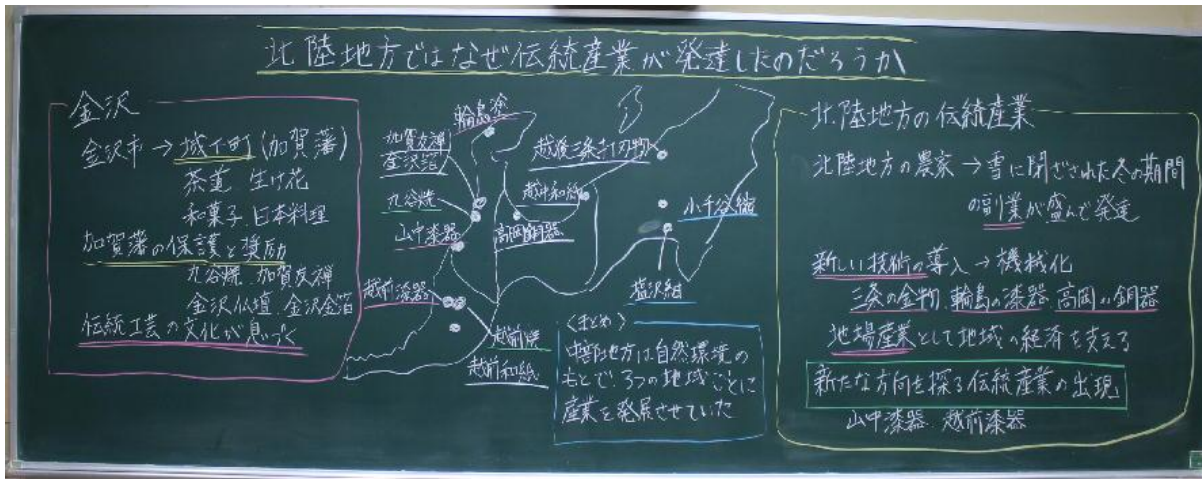 北陸地方ではなぜ伝統産業が発達したのだろうか
金沢
金沢市→城下町(加賀藩)
茶道 生け花
和菓子 日本料理
加賀藩の保護と奨励
九谷焼 加賀友禅
金沢仏壇 金沢金箔
伝統工芸の文化が息づく
輪島塗
加賀友禅
金沢箔
九谷焼
山中漆器
越前漆器
越前焼
越前和紙
高岡銅器
越中和紙
越後三条打刃物
小千谷縮
塩沢紬
〈まとめ〉
中部地方は自然環境の
もとで、3つの地域ごとに
産業を発展させていた
北陸地方の伝統産業
北陸地方の農家→雪に閉ざされた冬の期間
の副業が盛んで発達
新しい技術の導入→機械化
三条の金物 輪島の漆器 高岡の銅器
地場産業として地域の経済を支える
新たな方向を探る伝統産業の出現
山中漆器 越前漆器